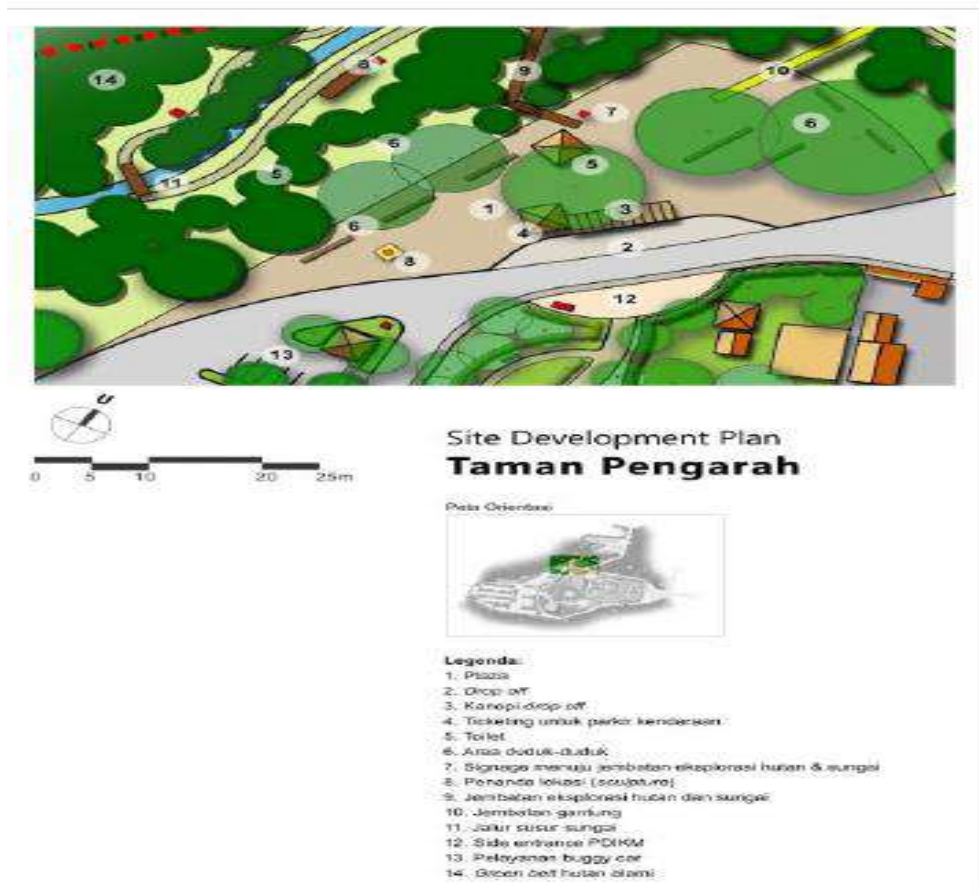 14
8
9
10
7
6
6
11
5
5
1
3
6
4
2
8
12
13
U
0 5 10 20 25m
Site Development Plan
Taman Pengarah
Peta Orientasi
Legenda:
1. Plaza
2. Drop off
3. Kanopi drop off
4. Ticketing untuk parkir kendaraan
5. Toilet
6. Area duduk-duduk
7. Signage menuju jembatan eksplorasi hutan & sungai
8. Penanda lokasi (sculpture)
9. Jembatan eksplorasi hutan dan sungai
10. Jembatan gantung
11. Jalur susur sungai
12. Side entrance PDIKM
13. Pelayanan buggy car
14. Green belt hutan alami